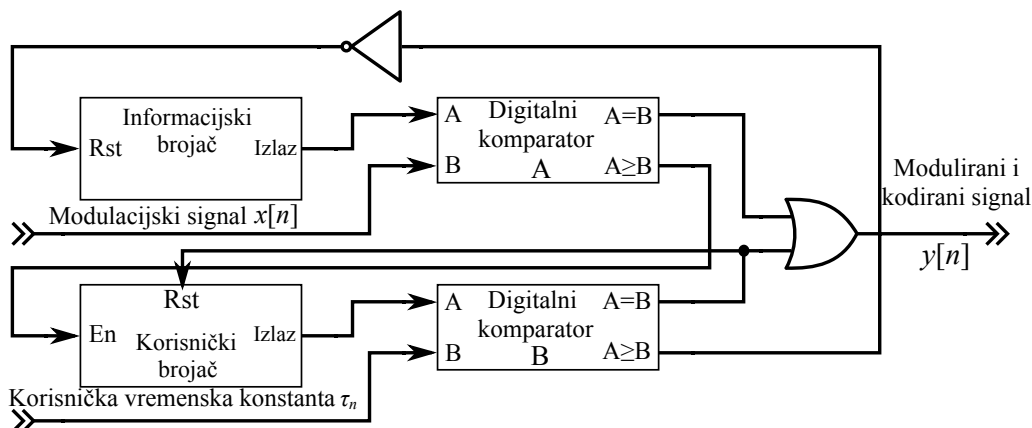 Informacijski
brojač
Rst
Izlaz
A
B
Digitalni
komparator
A
A=B
A≥B
Modulacijski signal x[n]
Modulirani i
kodirani signal
y[n]
Rst
En
Izlaz
Korisnički
brojač
A
B
Digitalni
komparator
B
A=B
A≥B
Korisnička vremenska konstanta τn